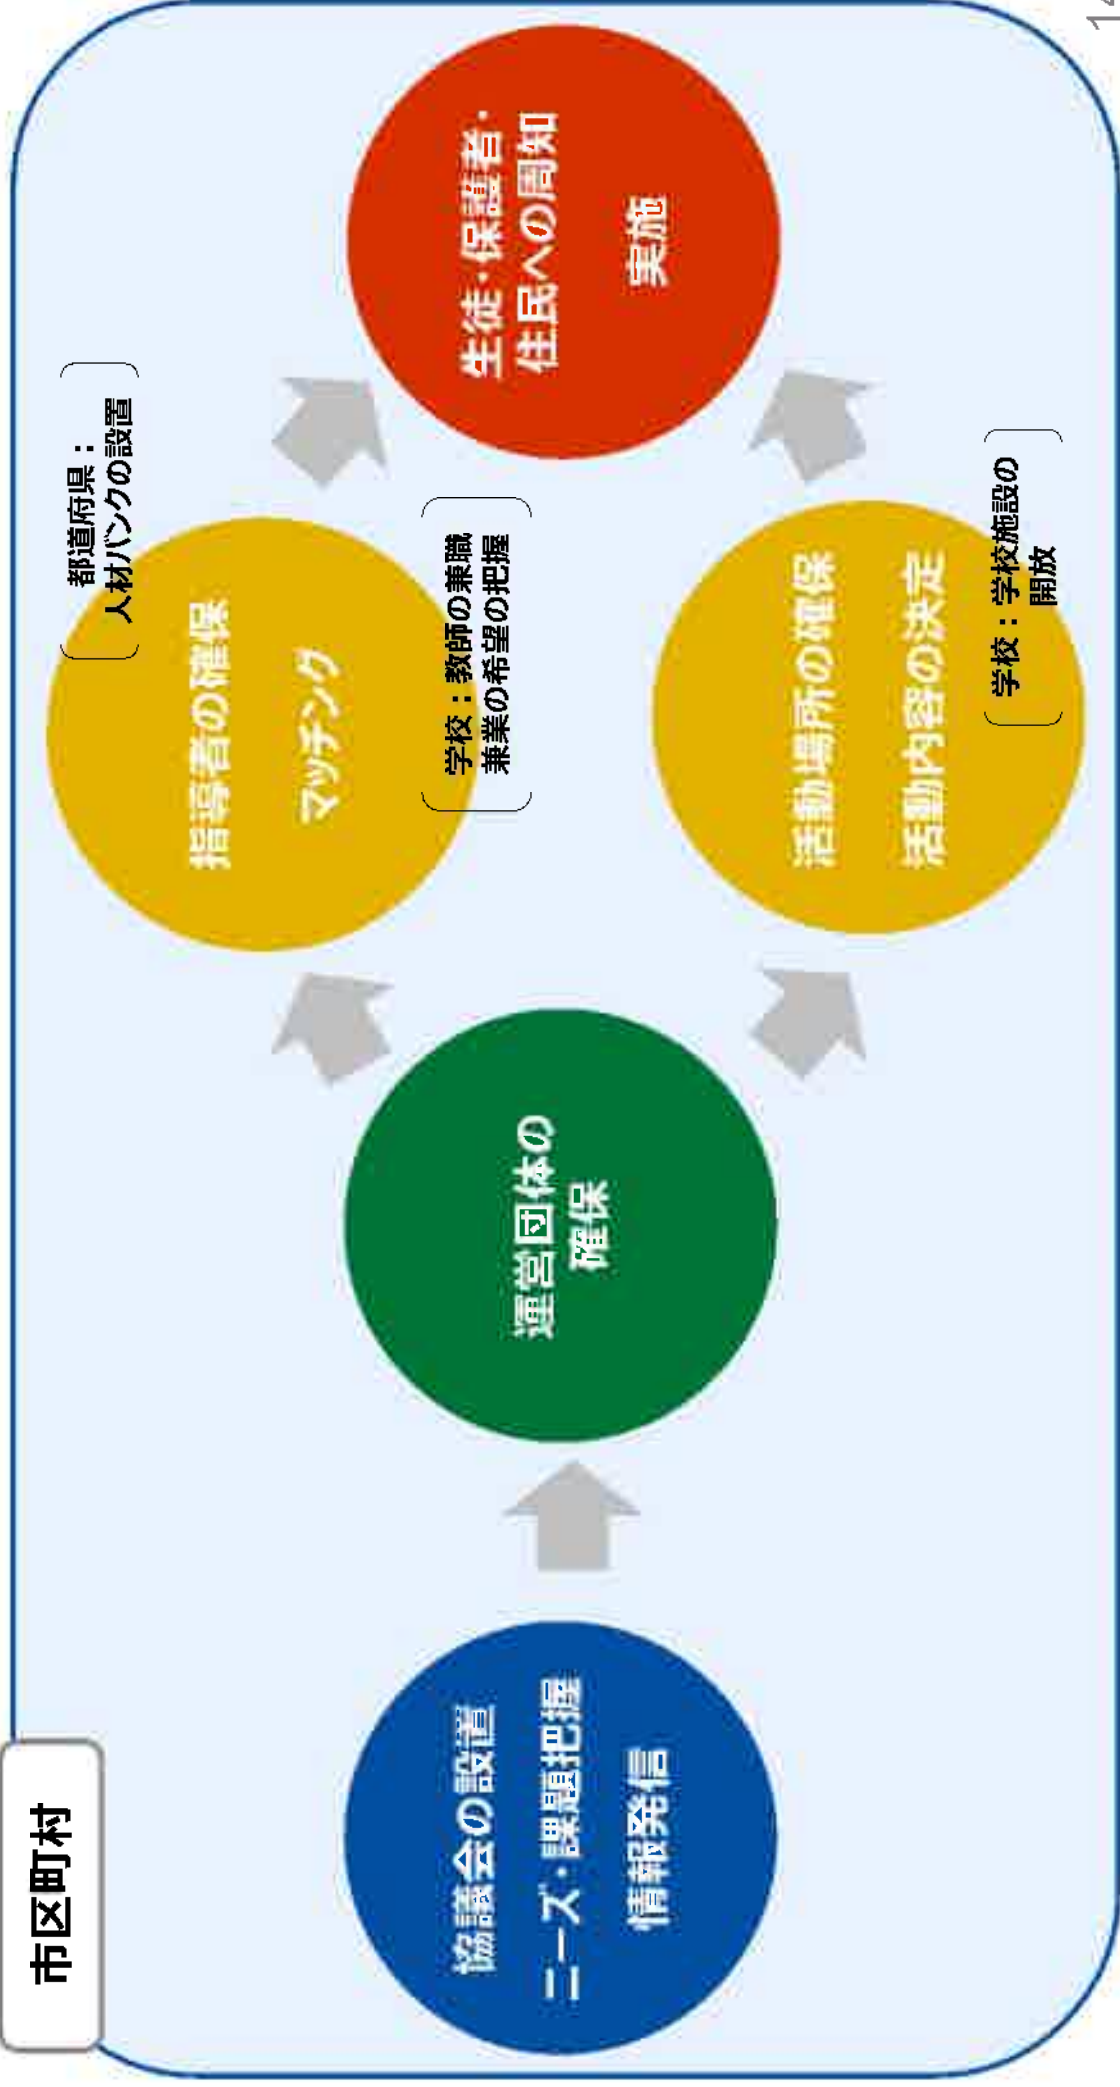 市区町村
協議会の設置
ニーズ・課題把握
情報発信
運営団体の
確保
都道府県：
人材バンクの設置
指導者の確保
マッチング
学校：教師の兼職
兼業の希望の把握
活動場所の確保
活動内容の決定
学校：学校施設の
開放
生徒・保護者・
住民への周知
実施